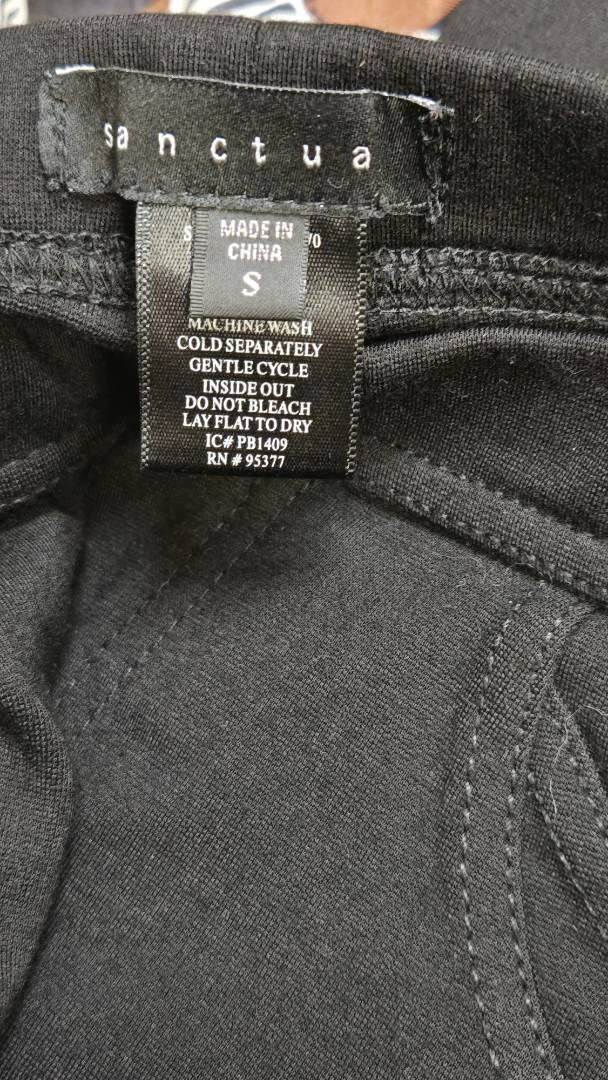 sanctua
MADE IN
CHINA
S
MACHINE WASH
COLD SEPARATELY
GENTLE CYCLE
INSIDE OUT
DO NOT BLEACH
LAY FLAT TO DRY
IC# PB1409
RN # 95377